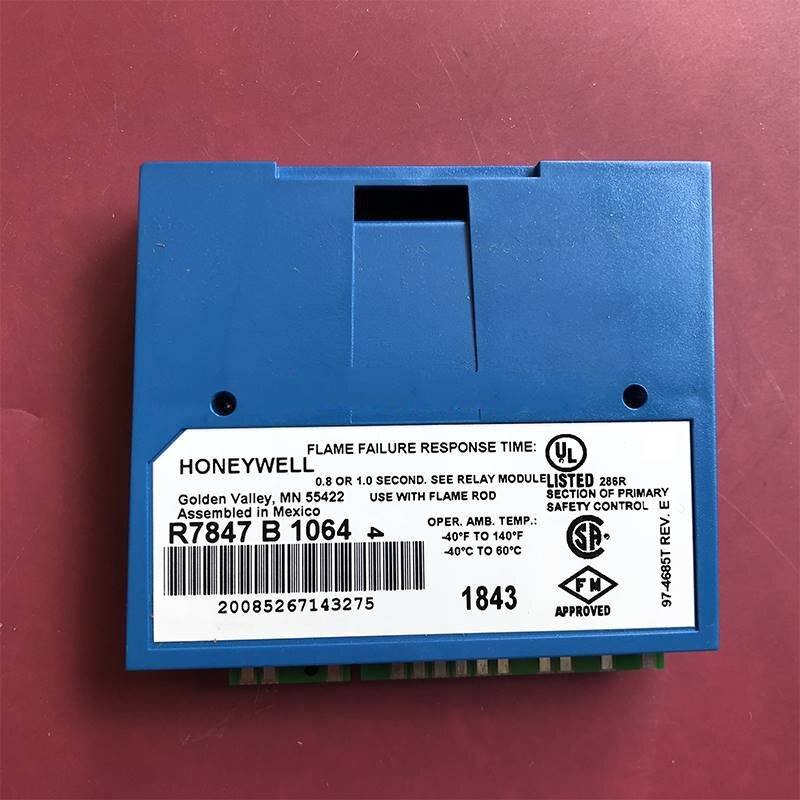 FLAME FAILURE RESPONSE TIME:
HONEYWELL
0.8 OR 1.0 SECOND. SEE RELAY MODULE
Golden Valley, MN 55422
USE WITH FLAME ROD
Assembled in Mexico
R7847 B 1064 4
OPER. AMB. TEMP.:
-40°F TO 140°F
-40°C TO 60°C
20085267143275
1843
UL
LISTED 286R
SECTION OF PRIMARY
SAFETY CONTROL
SA
FM
APPROVED
97-4685T REV. E